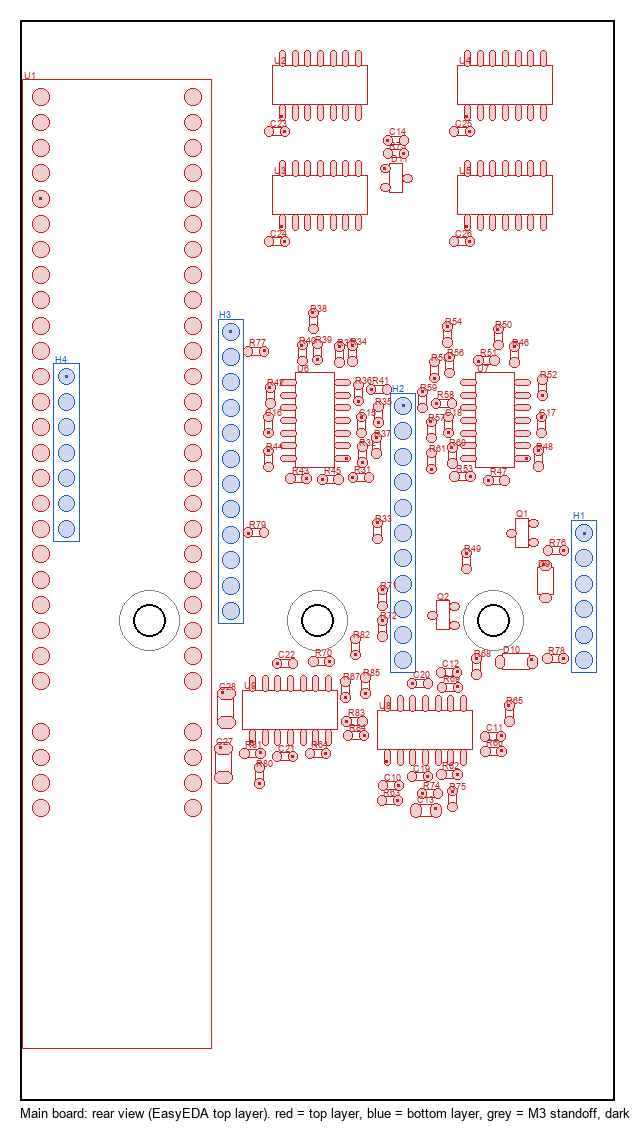 U2
U4
U1
C23
C25
C14
R73
D11
U3
U5
C24
C26
R38
H3
R54
R50
R77
R40
R39
R34
R46
R56
R51
H4
U6
U7
R36
R41
R52
H2
R59
R58
R35
C16
C15
C18
C17
R57
R37
R44
R60
R48
R61
R43
R45
R31
R53
R47
Q1
H1
R33
R79
R76
R49
D9
R71
Q2
R72
R82
C22
R70
R68
D10
R78
C12
R67
R85
C20
R69
C28
U9
R65
U8
R83
R84
C11
R66
C27
R81
C21
R64
R80
C19
R62
C10
R74
R75
R63
C13
Main board: rear view (EasyEDA top layer). red = top layer, blue = bottom layer, grey = M3 standoff, dark